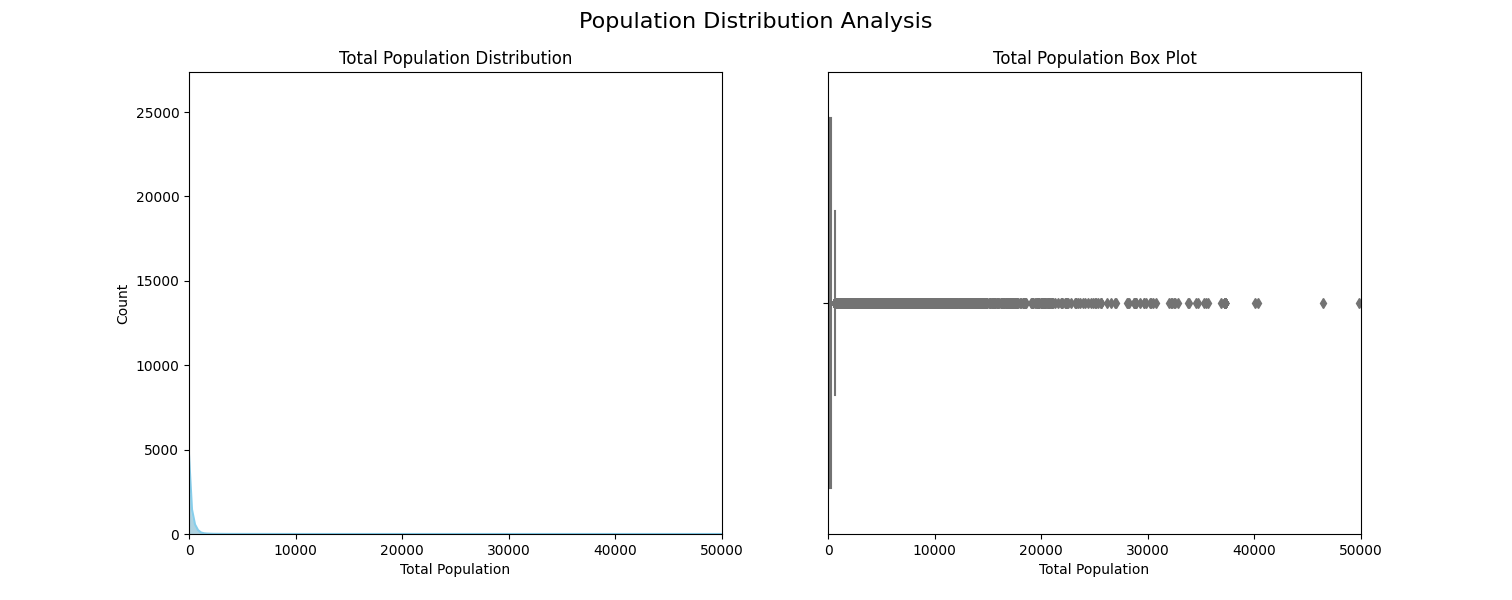 Population Distribution Analysis
Total Population Distribution
25000
20000
15000
10000
5000
0
Count
0 10000 20000 30000 40000 50000
Total Population
Total Population Box Plot
0 10000 20000 30000 40000 50000
Total Population